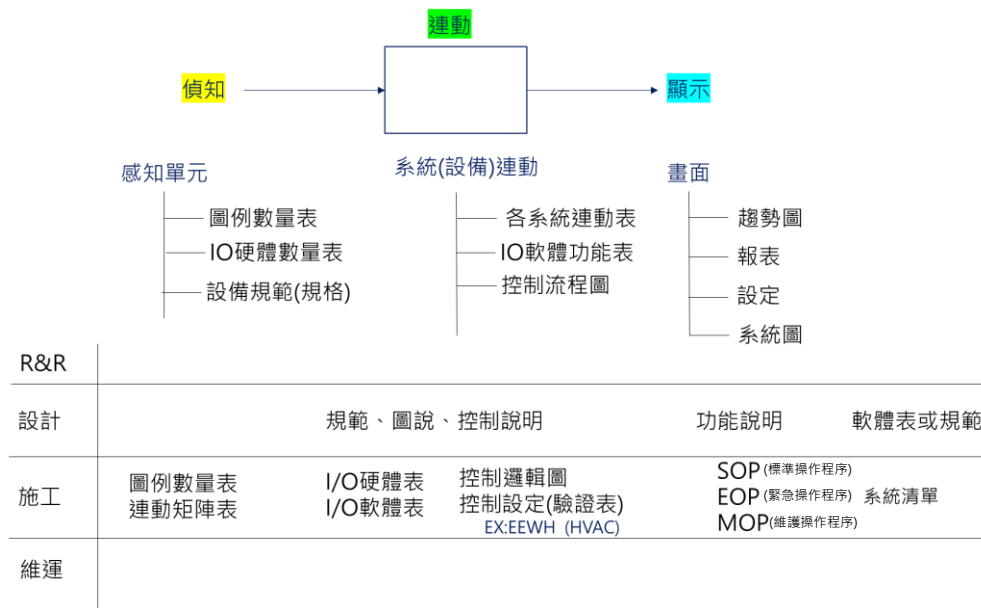 連動
偵知
顯示
感知單元
圖例數量表
IO硬體數量表
設備規範(規格)
系統(設備)連動
各系統連動表
IO軟體功能表
控制流程圖
畫面
趨勢圖
報表
設定
系統圖
R&R
設計
規範、圖說、控制說明
功能說明
軟體表或規範
施工
圖例數量表
連動矩陣表
I/O硬體表
I/O軟體表
控制邏輯圖
控制設定(驗證表)
EX:EEWH (HVAC)
SOP(標準操作程序)
EOP(緊急操作程序)
MOP(維護操作程序)
系統清單
維運